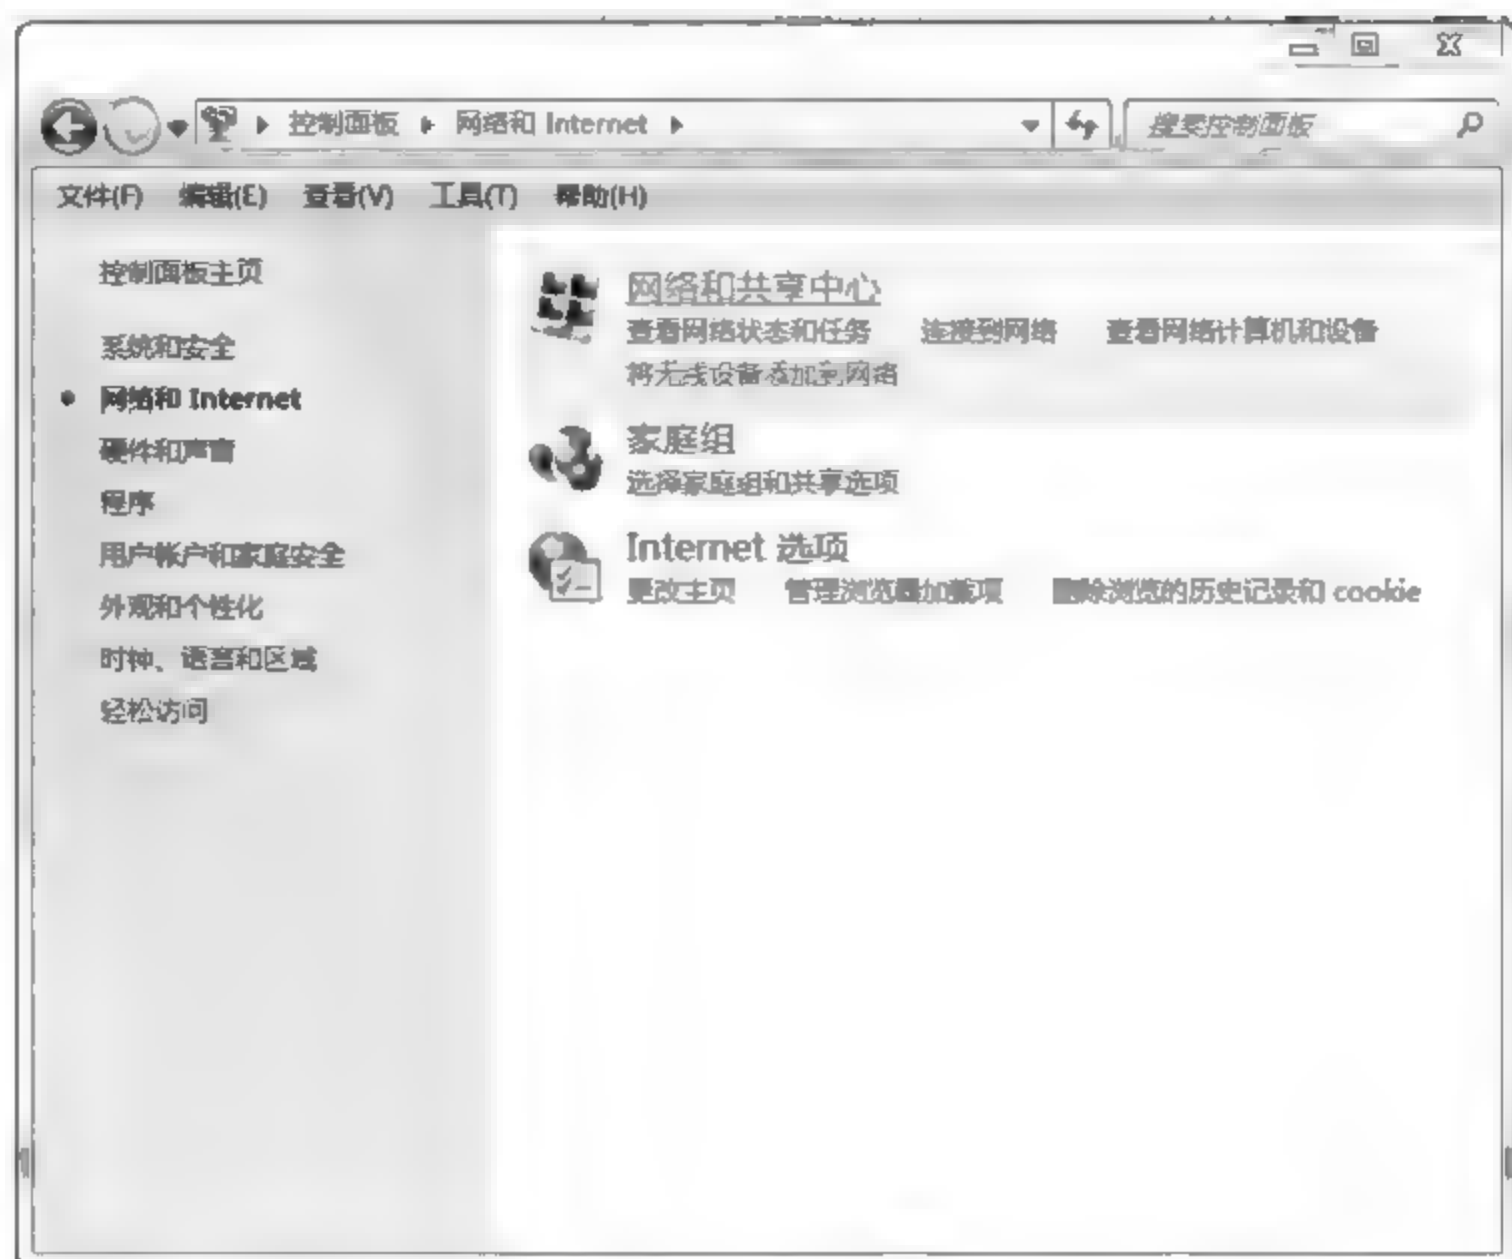 控制面板 ▸ 网络和 Internet ▸ 搜索控制面板
文件(F) 编辑(E) 查看(V) 工具(T) 帮助(H)
控制面板主页
系统和安全
网络和 Internet
硬件和声音
程序
用户帐户和家庭安全
外观和个性化
时钟、语言和区域
轻松访问
网络和共享中心
查看网络状态和任务 连接到网络 查看网络计算机和设备
将无线设备添加到网络
家庭组
选择家庭组和共享选项
Internet 选项
更改主页 管理浏览器加载项 删除浏览的历史记录和 cookie